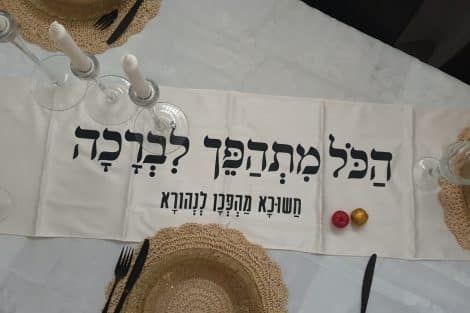 הַכֹּל מִתְהַפֵּךְ לִבְרָכָה
חַשׁוּכָא מְהַפְּכָן לְנְהוֹרָא